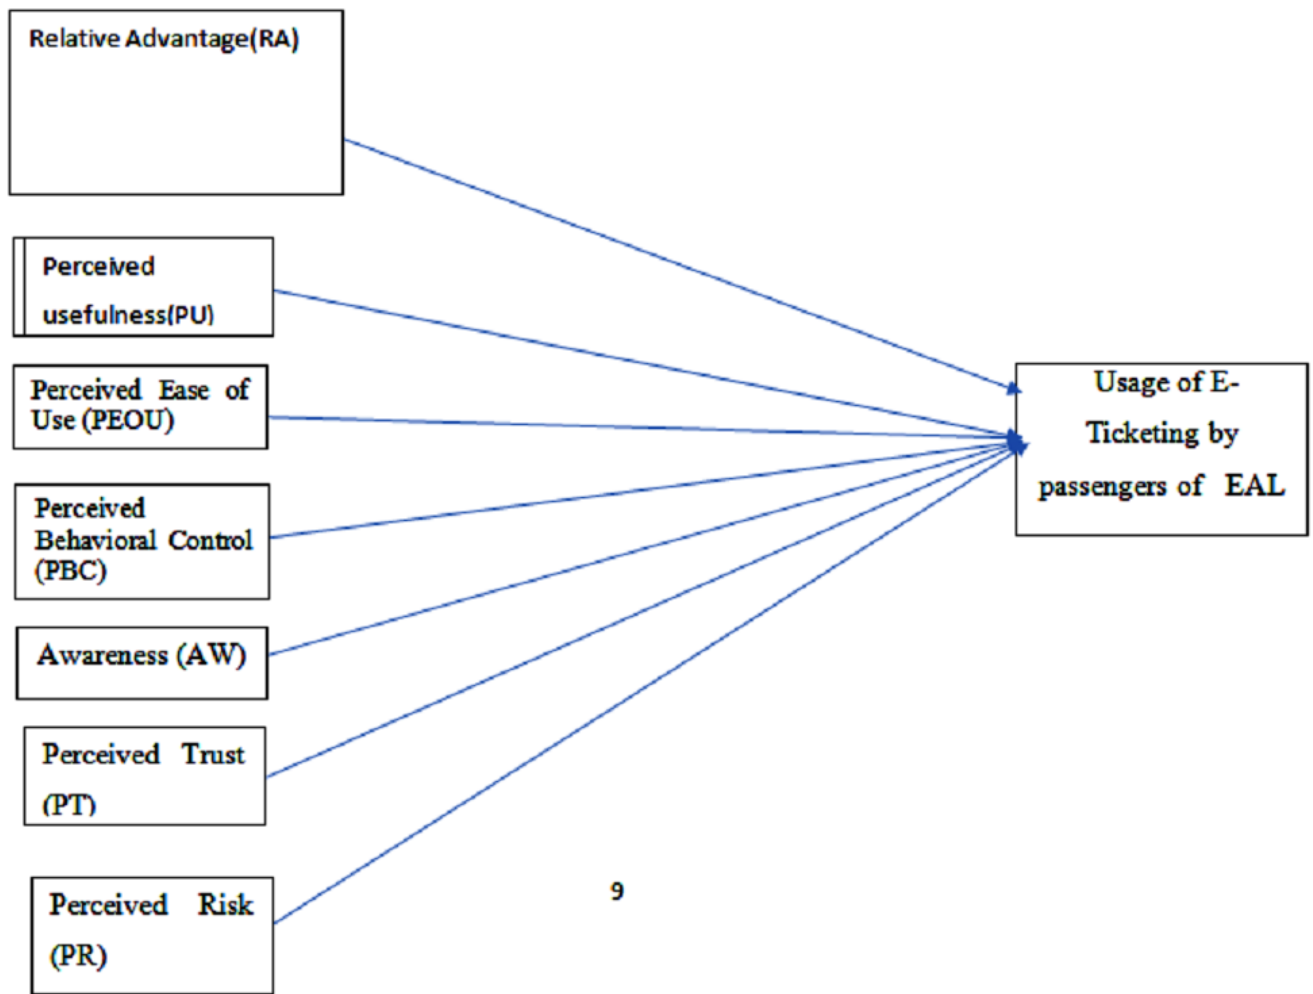 Relative Advantage(RA)
Perceived
usefulness(PU)
Perceived Ease of
Use (PEOU)
Perceived
Behavioral Control
(PBC)
Awareness (AW)
Perceived Trust
(PT)
Perceived Risk
(PR)
Usage of E-
Ticketing by
passengers of EAL
9